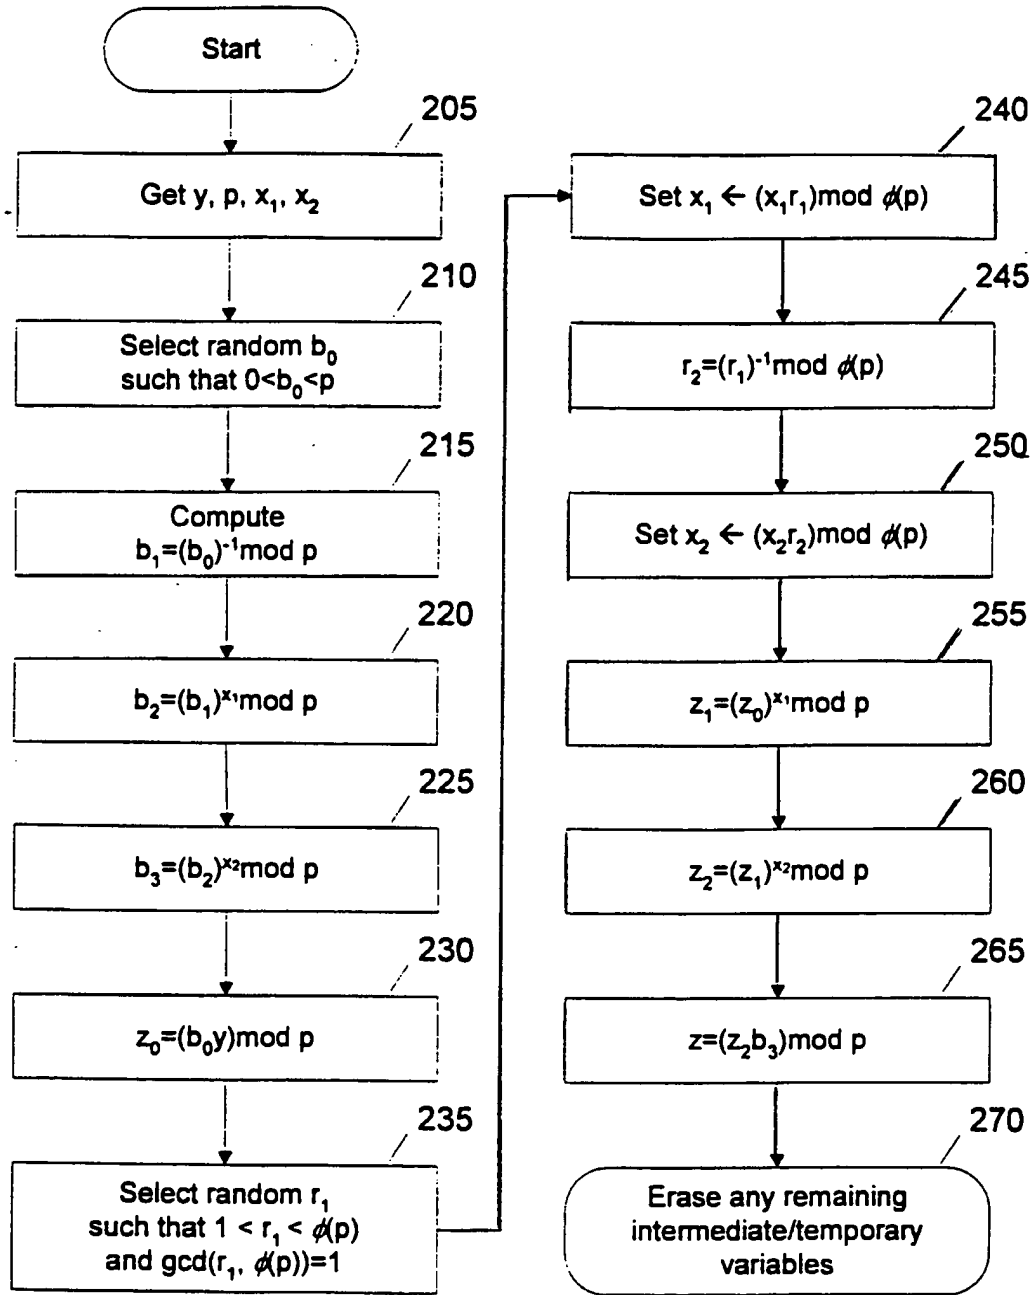 Start
205
Get y, p, x₁, x₂
210
Select random b₀
such that 0<b₀<p
215
Compute
b₁=(b₀)⁻¹mod p
220
b₂=(b₁)^x₁mod p
225
b₃=(b₂)^x₂mod p
230
z₀=(b₀y)mod p
235
Select random r₁
such that 1 < r₁ < ϕ(p)
and gcd(r₁, ϕ(p))=1
240
Set x₁ ← (x₁r₁)mod ϕ(p)
245
r₂=(r₁)⁻¹mod ϕ(p)
250
Set x₂ ← (x₂r₂)mod ϕ(p)
255
z₁=(z₀)^x₁mod p
260
z₂=(z₁)^x₂mod p
265
z=(z₂b₃)mod p
270
Erase any remaining
intermediate/temporary
variables